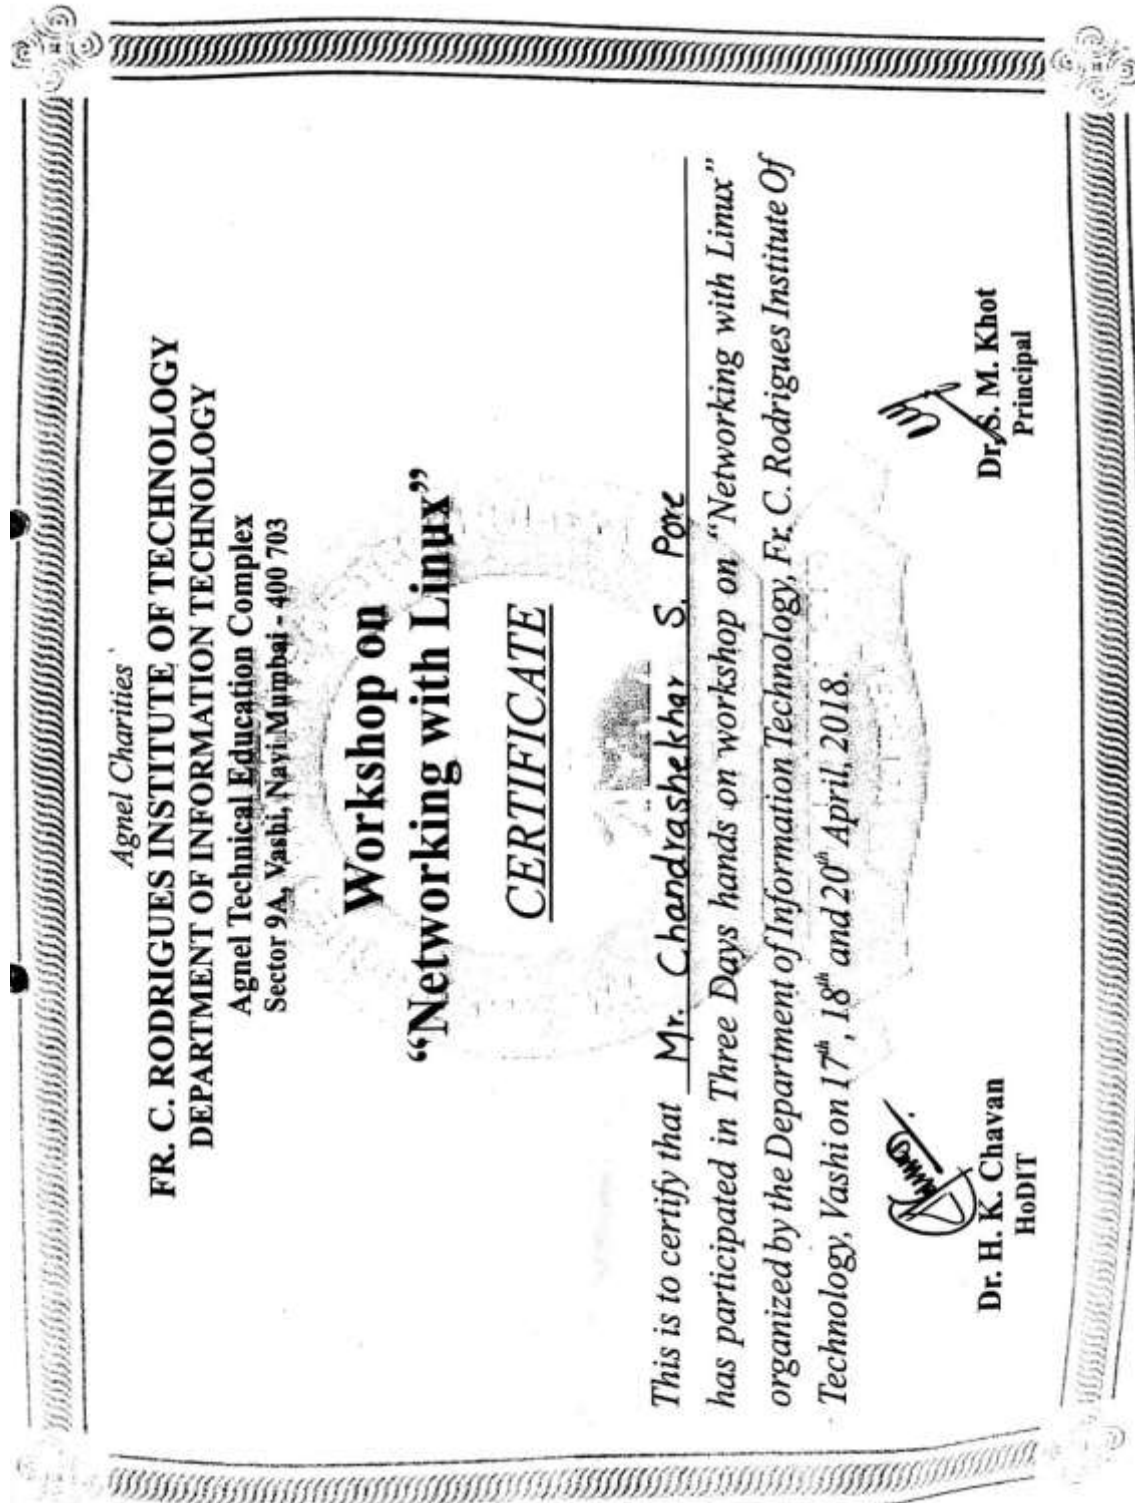 Agnel Charities
FR. C. RODRIGUES INSTITUTE OF TECHNOLOGY
DEPARTMENT OF INFORMATION TECHNOLOGY
Agnel Technical Education Complex
Sector 9A, Vashi, Navi Mumbai - 400 703
Workshop on
“Networking with Linux”
CERTIFICATE
This is to certify that Mr. Chandrashekhar S. Pore
has participated in Three Days hands on workshop on “Networking with Linux”
organized by the Department of Information Technology, Fr. C. Rodrigues Institute Of
Technology, Vashi on 17th, 18th and 20th April, 2018.
Dr. H. K. Chavan
HoDIT
Dr. S. M. Khot
Principal